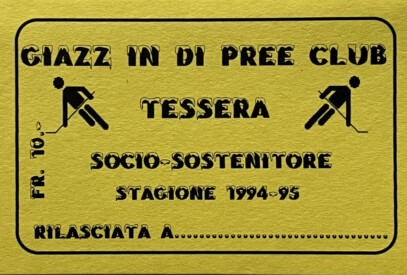 GIAZZ IN DI PREE CLUB
TESSERA
FR. 10.-
SOCIO-SOSTENITORE
STAGIONE 1994-95
RILASCIATA A........................................